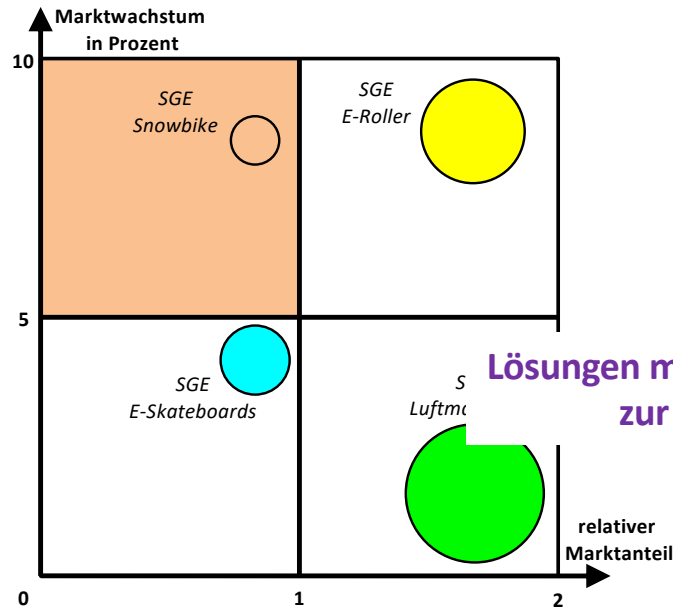 Marktwachstum
in Prozent
10
SGE
Snowbike
SGE
E-Roller
5
Lösungen
zur
SGE
E-Skateboards
relativer
Marktanteil
0
1
2